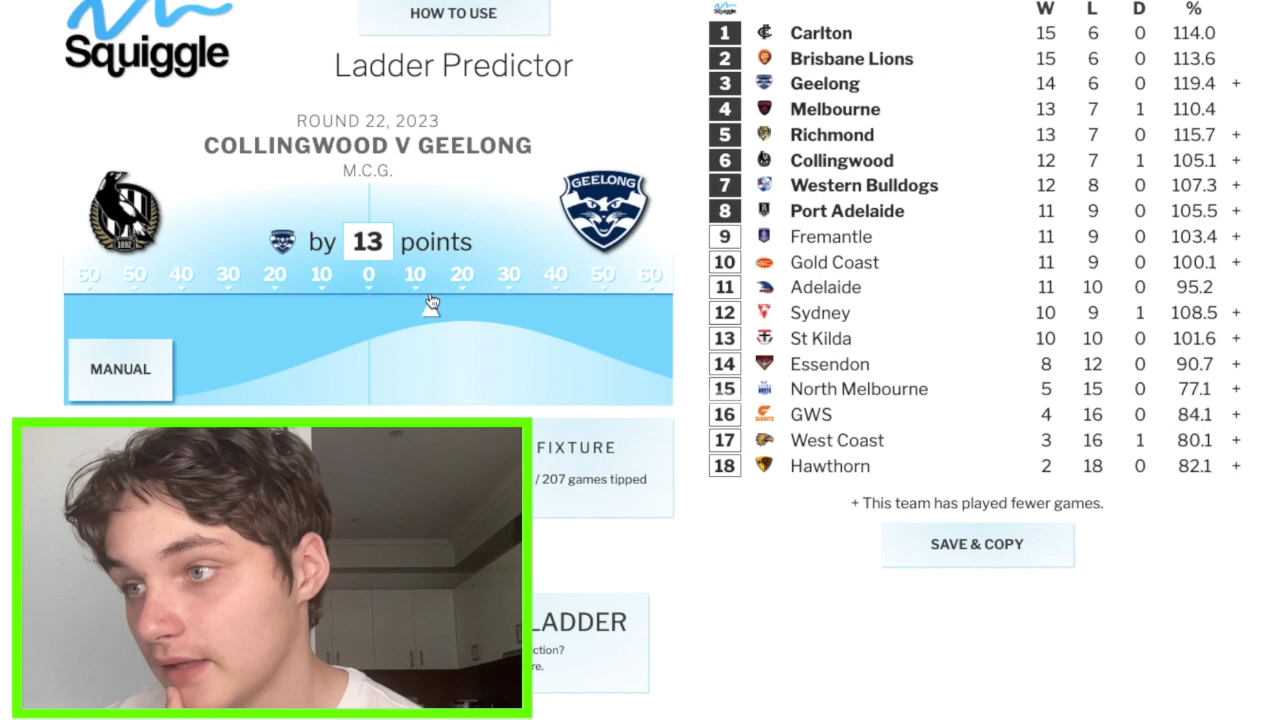 HOW TO USE
Squiggle
Ladder Predictor
ROUND 22, 2023
COLLINGWOOD V GEELONG
M.C.G.
1892
GEELONG
by 13 points
60 50 40 30 20 10 0 10 20 30 40 50 60
MANUAL
FIXTURE
/ 207 games tipped
LADDER
ction?
re.
Squiggle W L D %
1 Carlton 15 6 0 114.0
2 Brisbane Lions 15 6 0 113.6
3 Geelong 14 6 0 119.4 +
4 Melbourne 13 7 1 110.4
5 Richmond 13 7 0 115.7 +
6 Collingwood 12 7 1 105.1 +
7 Western Bulldogs 12 8 0 107.3 +
8 Port Adelaide 11 9 0 105.5 +
9 Fremantle 11 9 0 103.4 +
10 Gold Coast 11 9 0 100.1 +
11 Adelaide 11 10 0 95.2
12 Sydney 10 9 1 108.5 +
13 St Kilda 10 10 0 101.6 +
14 Essendon 8 12 0 90.7 +
15 North Melbourne 5 15 0 77.1 +
16 GWS 4 16 0 84.1 +
17 West Coast 3 16 1 80.1 +
18 Hawthorn 2 18 0 82.1 +
+ This team has played fewer games.
SAVE & COPY